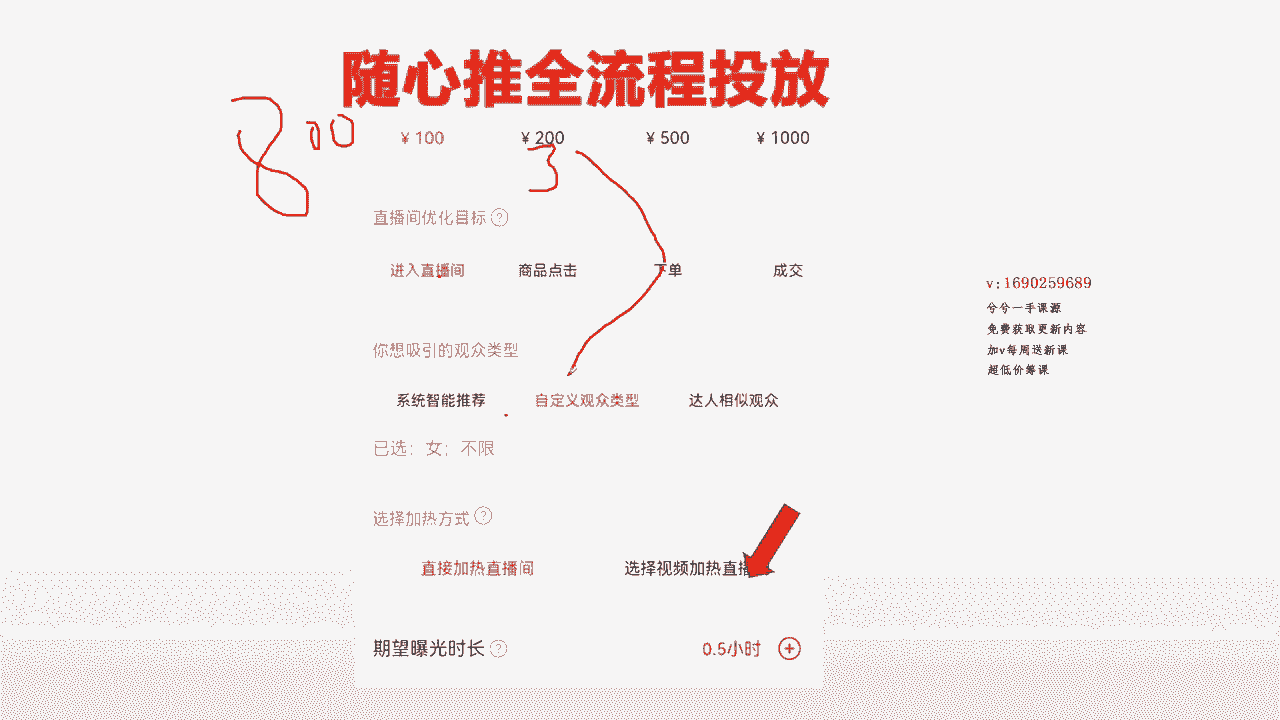 随心推全流程投放
800
¥ 100 ¥ 200 ¥ 500 ¥ 1000
3
直播间优化目标 ?
进入直播间 商品点击 下单 成交
你想吸引的观众类型
系统智能推荐 自定义观众类型 达人相似观众
已选：女；不限
选择加热方式 ?
直接加热直播间 选择视频加热直播
期望曝光时长 ? 0.5小时 +
v:1690259689
兮兮一手课源
免费获取更新内容
加v每周送新课
超低价筹课